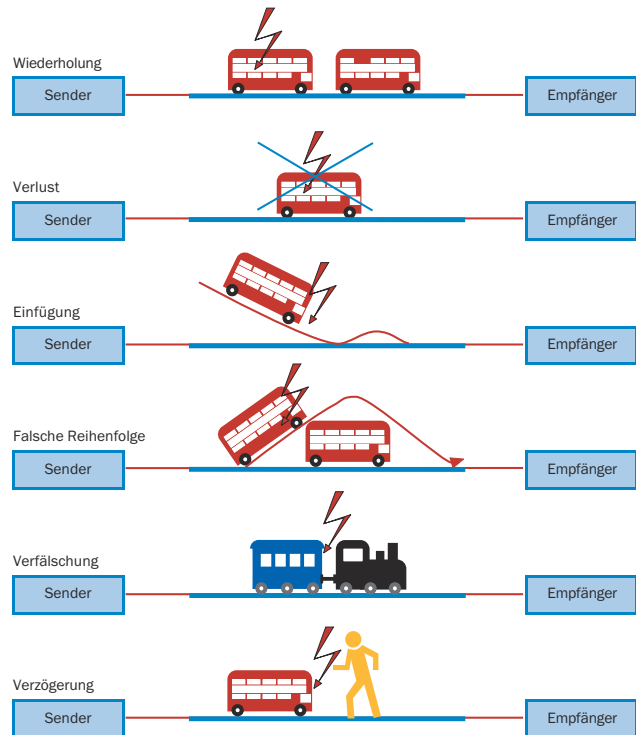 Wiederholung
Sender
Empfänger
Verlust
Sender
Empfänger
Einfügung
Sender
Empfänger
Falsche Reihenfolge
Sender
Empfänger
Verfälschung
Sender
Empfänger
Verzögerung
Sender
Empfänger